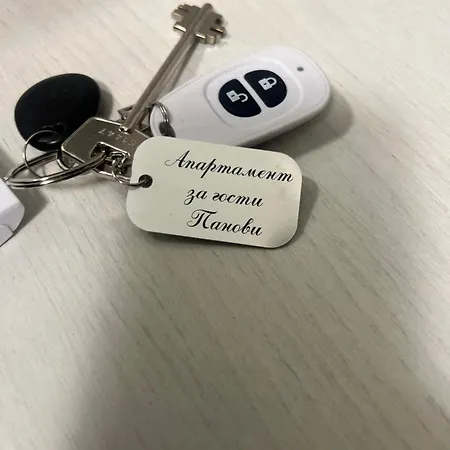 Апартамент
за гости
Панови